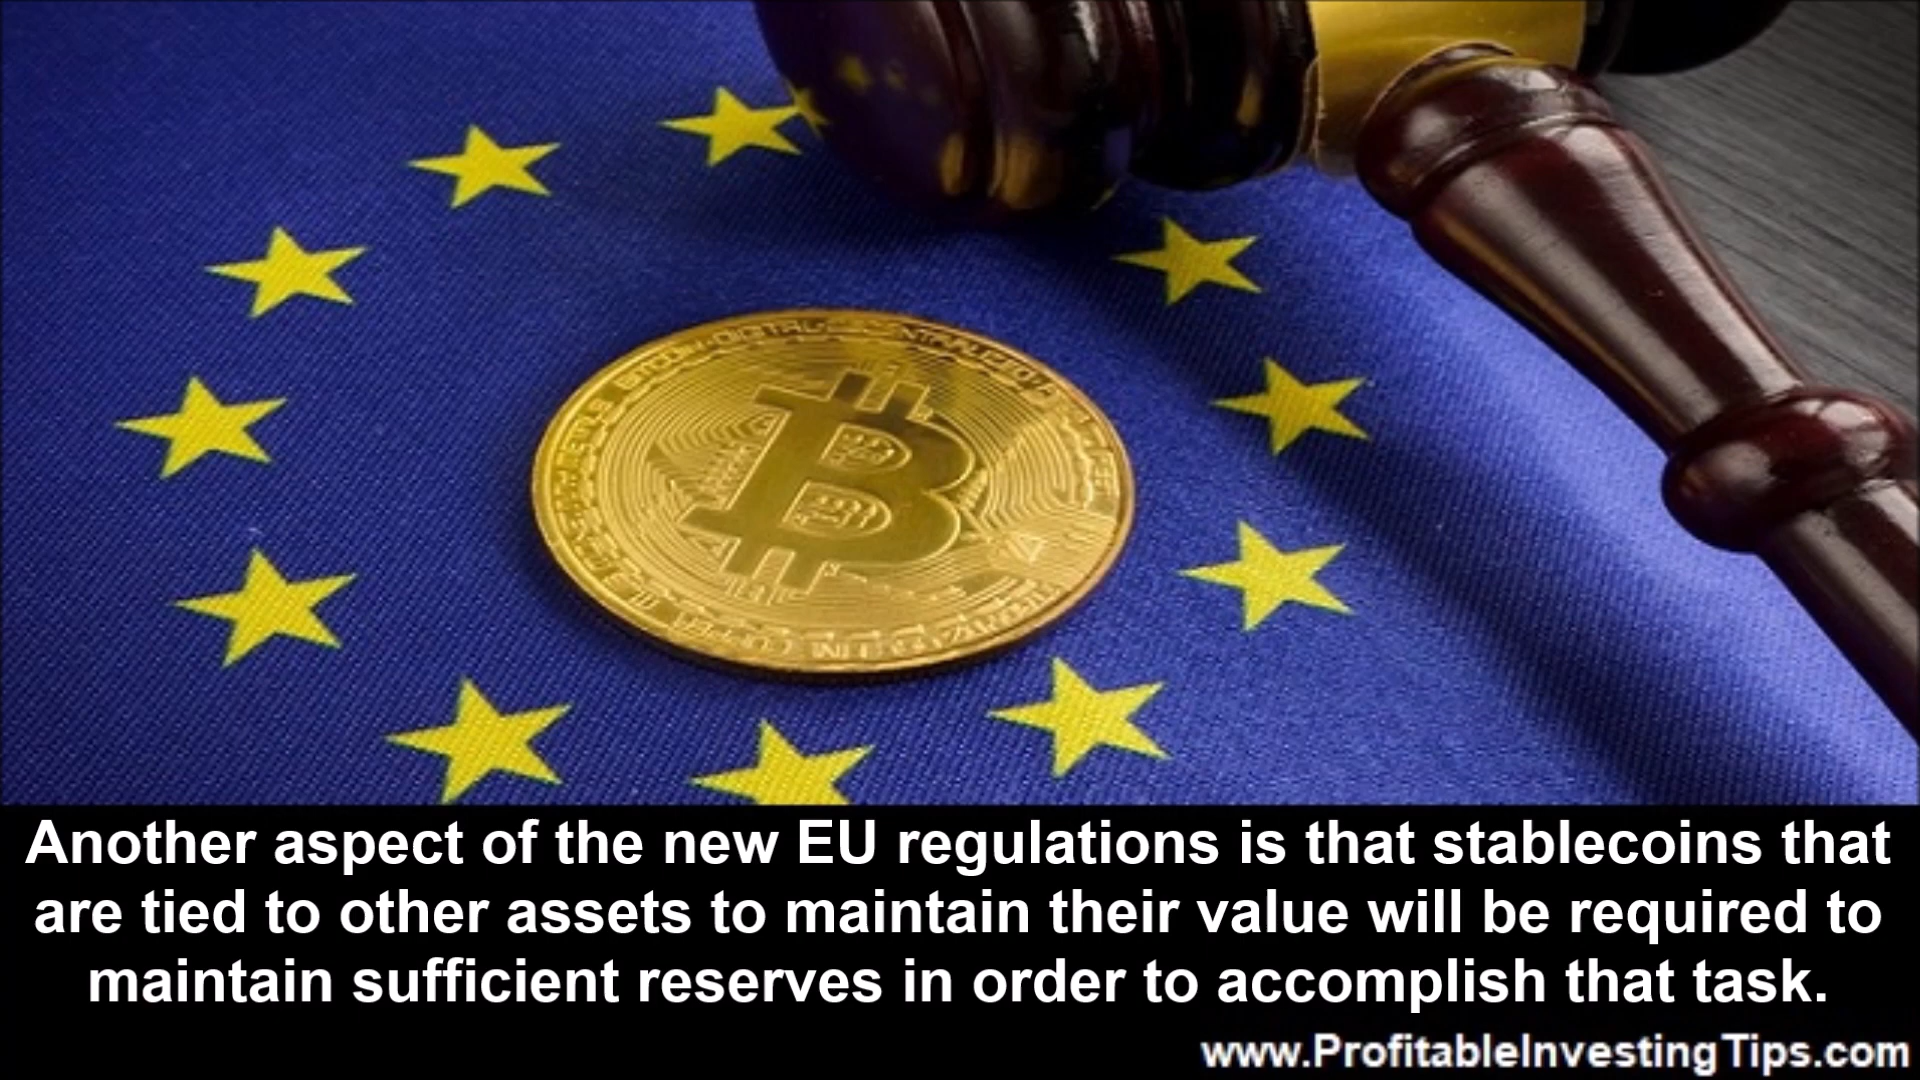 Another aspect of the new EU regulations is that stablecoins that
are tied to other assets to maintain their value will be required to
maintain sufficient reserves in order to accomplish that task.
www.ProfitableInvestingTips.com